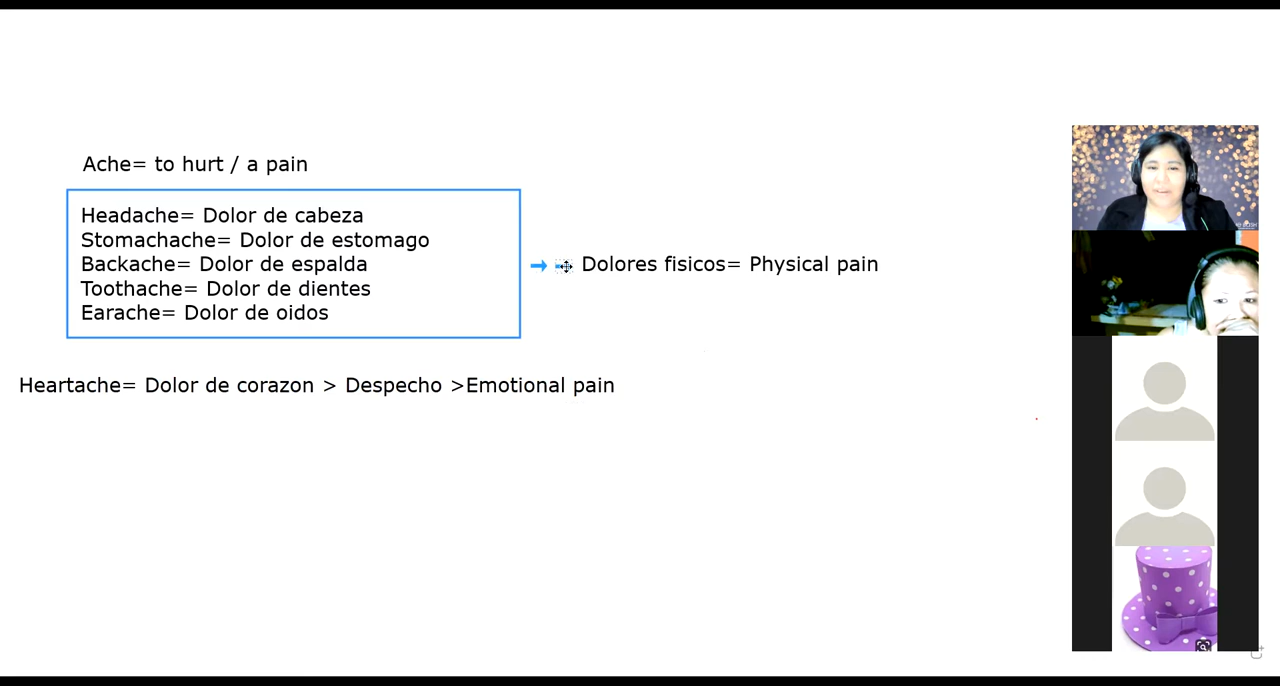 Ache= to hurt / a pain
Headache= Dolor de cabeza
Stomachache= Dolor de estomago
Backache= Dolor de espalda
Toothache= Dolor de dientes
Earache= Dolor de oidos
Dolores fisicos= Physical pain
Heartache= Dolor de corazon > Despecho >Emotional pain